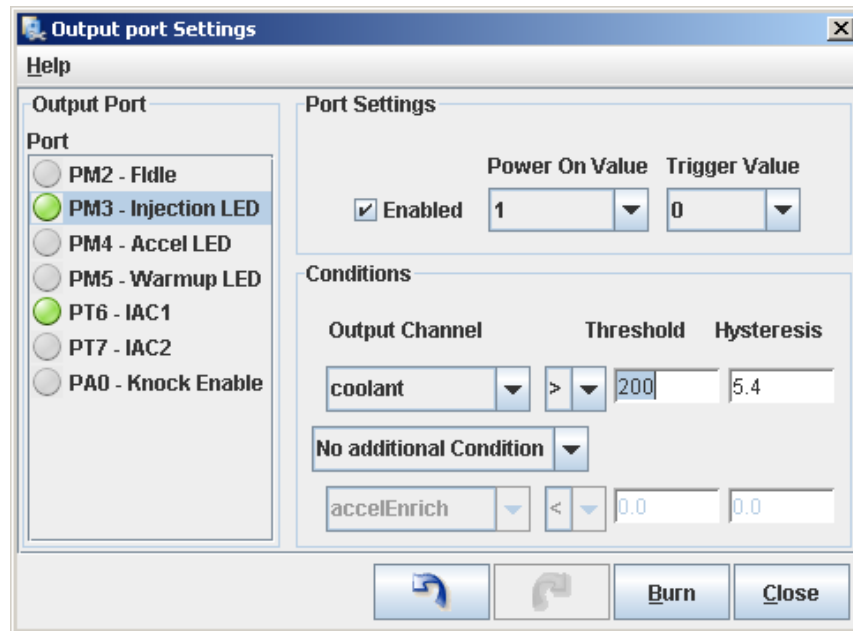 Output port Settings
Help
Output Port
Port
PM2 - FIdle
PM3 - Injection LED
PM4 - Accel LED
PM5 - Warmup LED
PT6 - IAC1
PT7 - IAC2
PA0 - Knock Enable
Port Settings
Power On Value Trigger Value
Enabled 1 0
Conditions
Output Channel Threshold Hysteresis
coolant > 200 5.4
No additional Condition
accelEnrich < 0.0 0.0
Burn Close